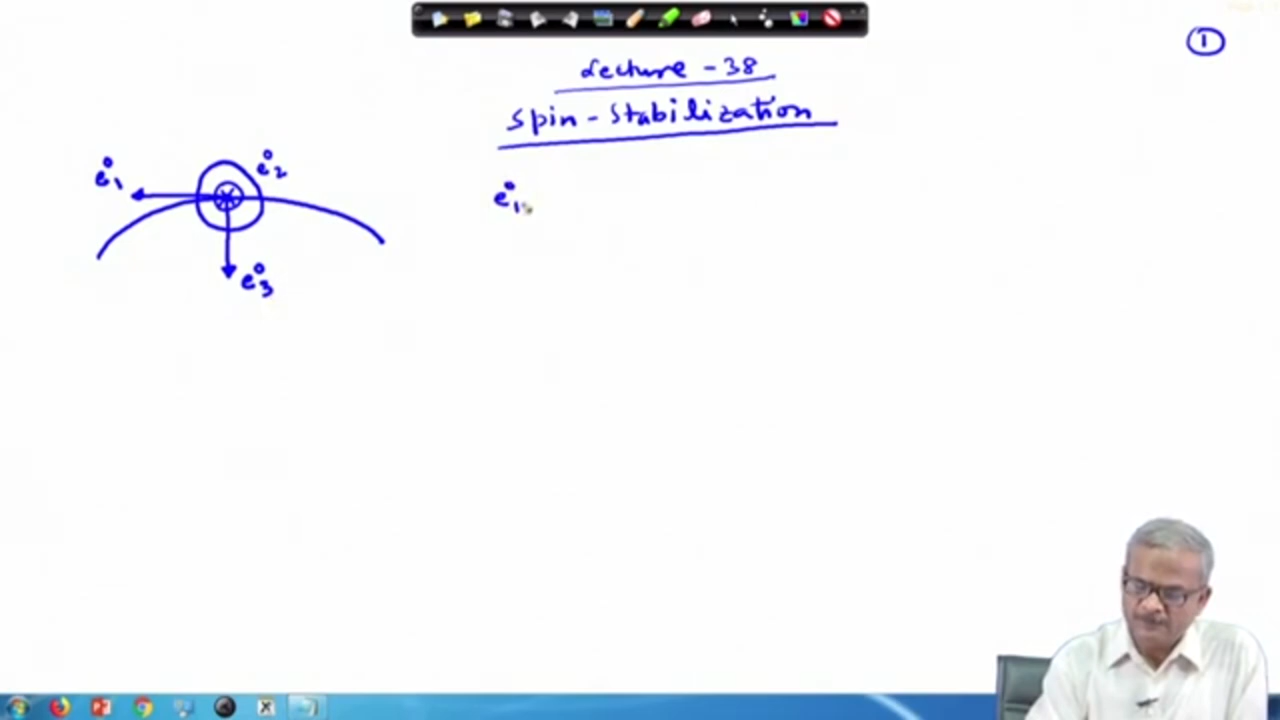 ①
Lecture - 38
Spin - Stabilization
e°₁
e°₂
e°₃
e°₁